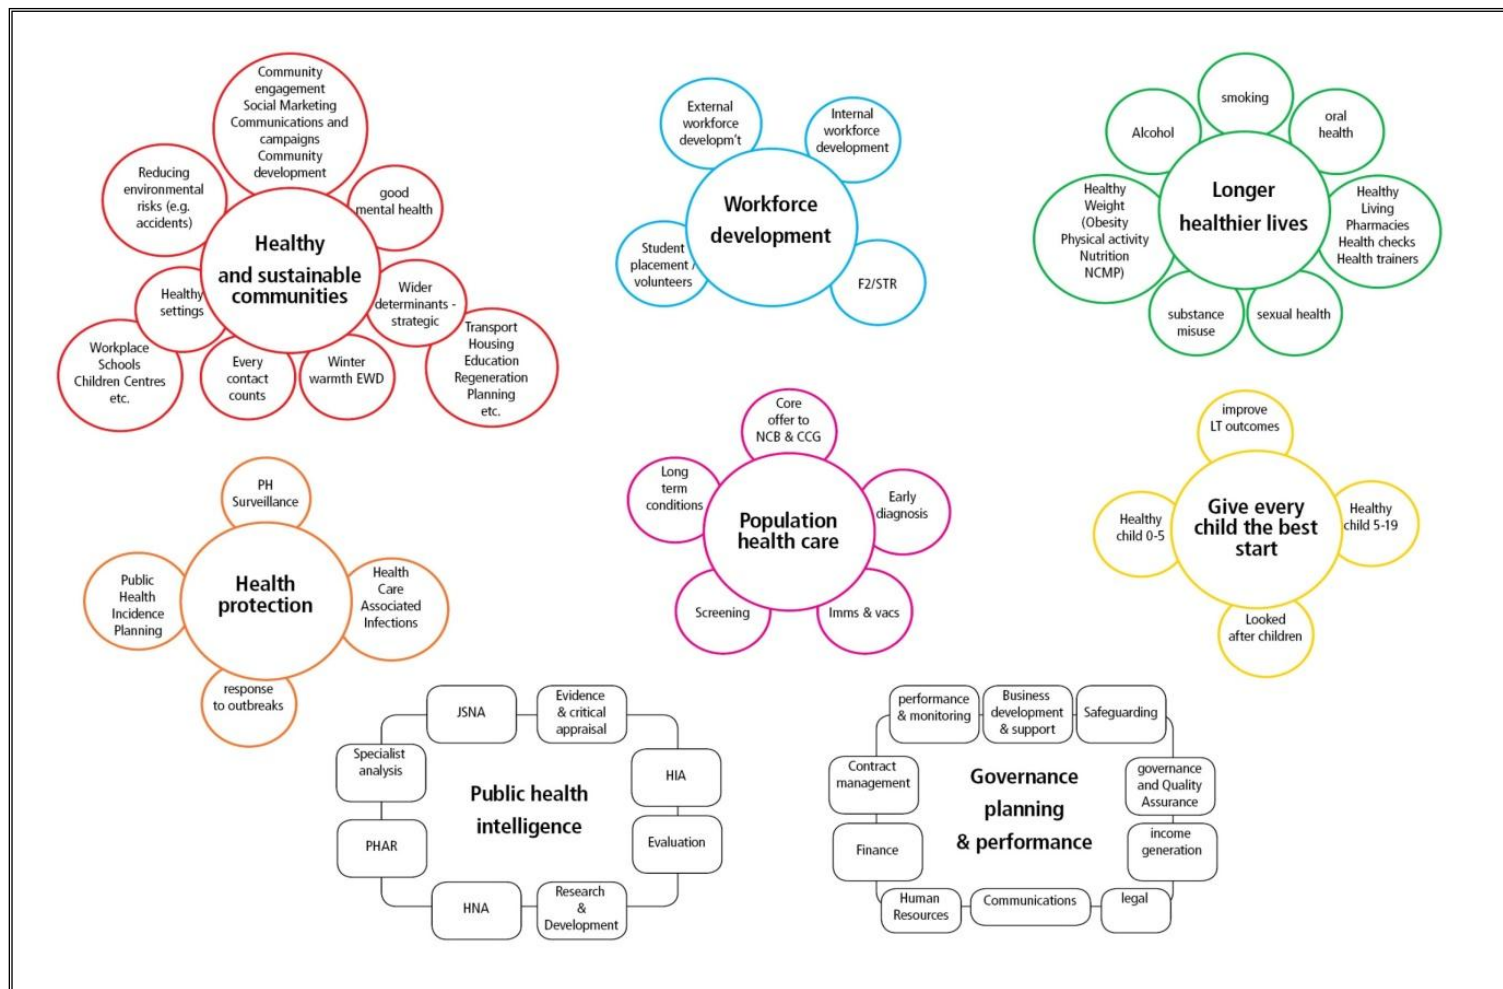 Community
engagement
Social Marketing
Communications and
campaigns
Community
development
Reducing
environmental
risks (e.g.
accidents)
good
mental health
Healthy
and sustainable
communities
Healthy
settings
Wider
determinants -
strategic
Workplace
Schools
Children Centres
etc.
Every
contact
counts
Winter
warmth EWD
Transport
Housing
Education
Regeneration
Planning
etc.
External
workforce
developm't
Internal
workforce
development
Workforce
development
Student
placement /
volunteers
F2/STR
smoking
Alcohol
oral
health
Longer
healthier lives
Healthy
Weight
(Obesity
Physical activity
Nutrition
NCMP)
Healthy
Living
Pharmacies
Health checks
Health trainers
substance
misuse
sexual health
PH
Surveillance
Public
Health
Incidence
Planning
Health
protection
Health
Care
Associated
Infections
response
to outbreaks
Core
offer to
NCB & CCG
Long
term
conditions
Early
diagnosis
Population
health care
Screening
Imms & vacs
improve
LT outcomes
Healthy
child 0-5
Give every
child the best
start
Healthy
child 5-19
Looked
after children
JSNA
Evidence
& critical
appraisal
Specialist
analysis
HIA
Public health
intelligence
PHAR
Evaluation
HNA
Research
&
Development
performance
& monitoring
Business
development
& support
Safeguarding
Contract
management
governance
and Quality
Assurance
Governance
planning
& performance
Finance
income
generation
Human
Resources
Communications
legal